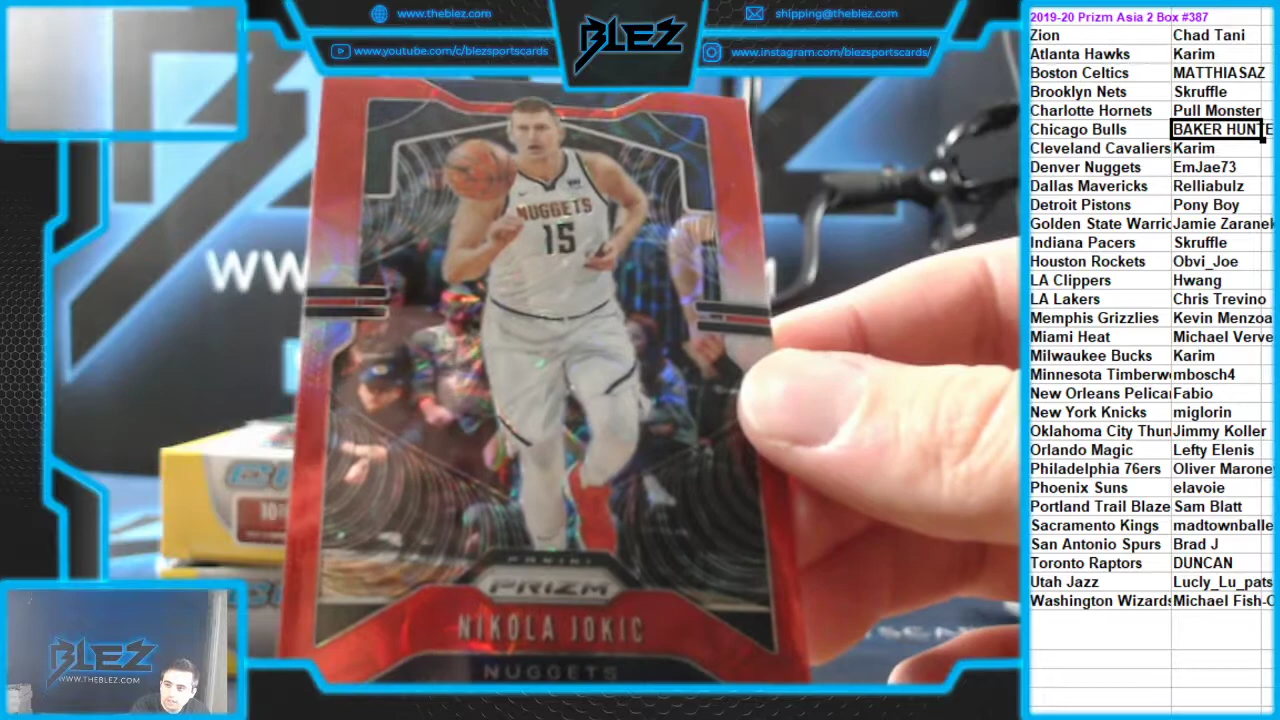 www.theblez.com
www.youtube.com/c/blezsportscards
BLEZ
shipping@theblez.com
www.instagram.com/blezsportscards/
NUGGETS
15
PANINI
PRIZM
NIKOLA JOKIC
NUGGETS
BLEZ
WWW.THEBLEZ.COM
2019-20 Prizm Asia 2 Box #387
Zion Chad Tani
Atlanta Hawks Karim
Boston Celtics MATTHIASAZ
Brooklyn Nets Skruffle
Charlotte Hornets Pull Monster
Chicago Bulls BAKER HUNTE
Cleveland Cavaliers Karim
Denver Nuggets EmJae73
Dallas Mavericks Relliabulz
Detroit Pistons Pony Boy
Golden State Warric Jamie Zaranek
Indiana Pacers Skruffle
Houston Rockets Obvi_Joe
LA Clippers Hwang
LA Lakers Chris Trevino
Memphis Grizzlies Kevin Menzoa
Miami Heat Michael Verve
Milwaukee Bucks Karim
Minnesota Timberw mbosch4
New Orleans Pelica Fabio
New York Knicks miglorin
Oklahoma City Thun Jimmy Koller
Orlando Magic Lefty Elenis
Philadelphia 76ers Oliver Marone
Phoenix Suns elavoie
Portland Trail Blaze Sam Blatt
Sacramento Kings madtownballe
San Antonio Spurs Brad J
Toronto Raptors DUNCAN
Utah Jazz Lucly_Lu_pats
Washington Wizards Michael Fish-C